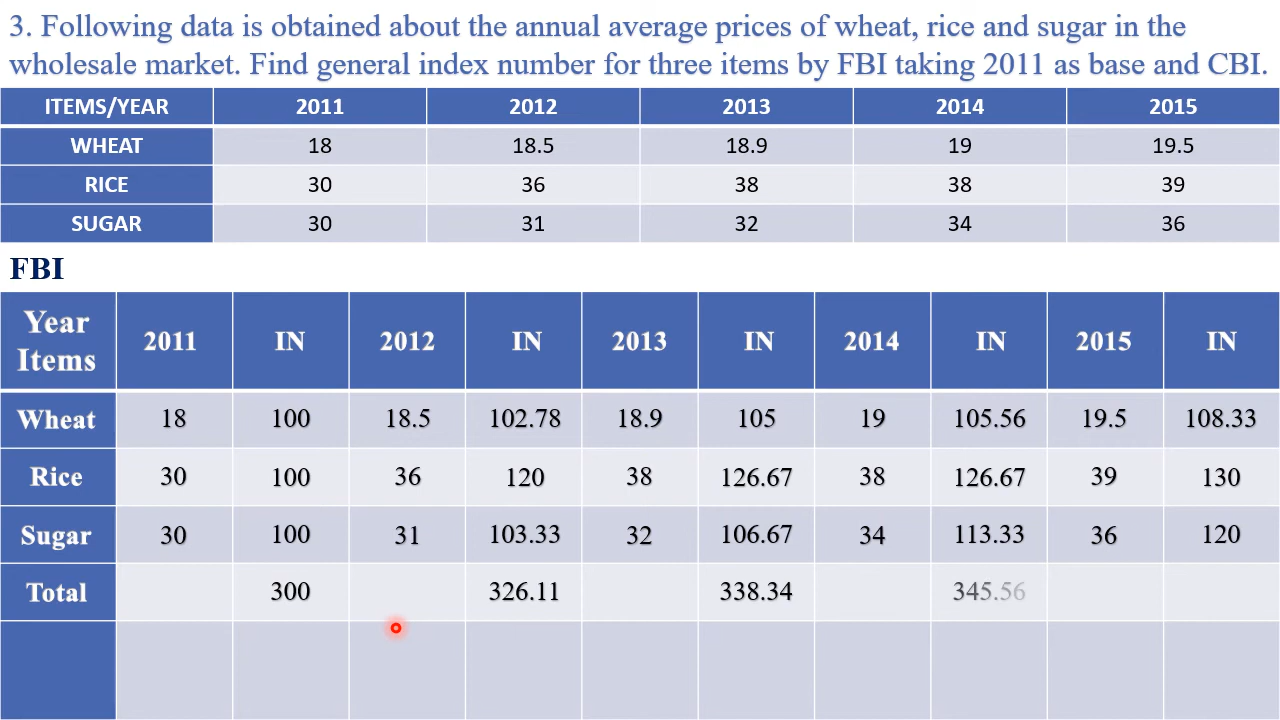 3. Following data is obtained about the annual average prices of wheat, rice and sugar in the
wholesale market. Find general index number for three items by FBI taking 2011 as base and CBI.
ITEMS/YEAR 2011 2012 2013 2014 2015
WHEAT 18 18.5 18.9 19 19.5
RICE 30 36 38 38 39
SUGAR 30 31 32 34 36
FBI
Year
Items 2011 IN 2012 IN 2013 IN 2014 IN 2015 IN
Wheat 18 100 18.5 102.78 18.9 105 19 105.56 19.5 108.33
Rice 30 100 36 120 38 126.67 38 126.67 39 130
Sugar 30 100 31 103.33 32 106.67 34 113.33 36 120
Total 300 326.11 338.34 345.56